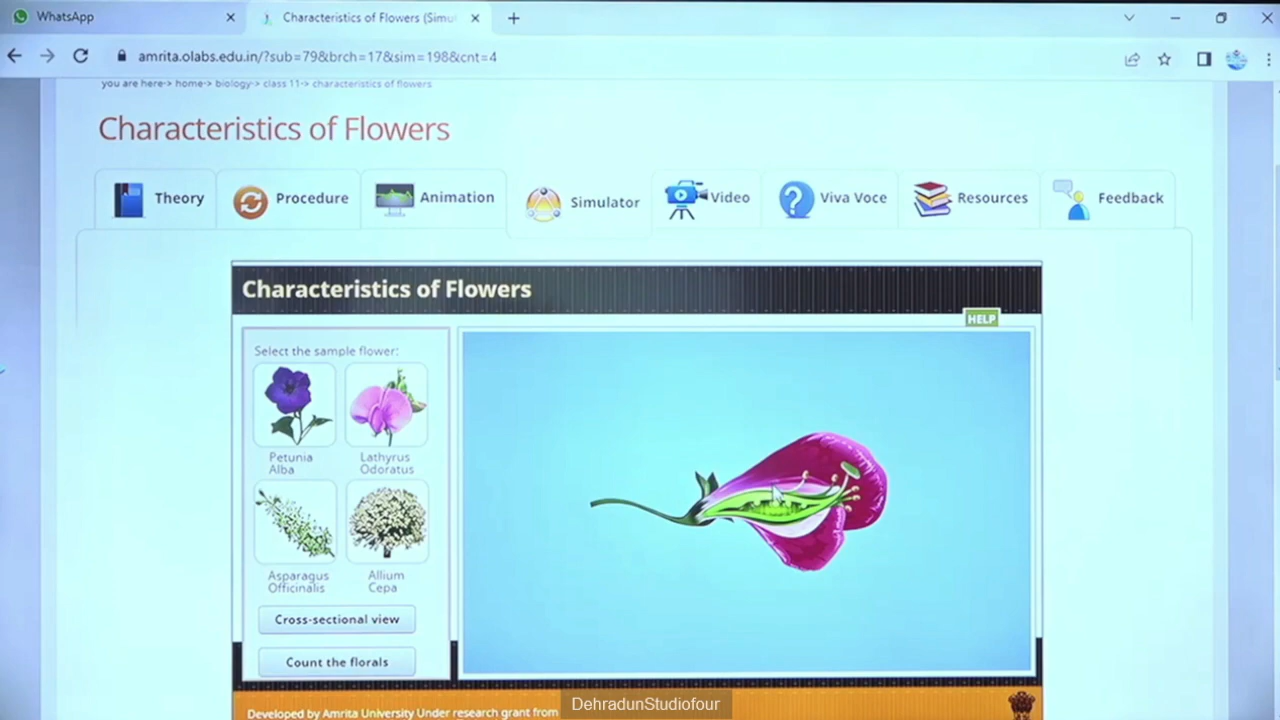 WhatsApp
Characteristics of Flowers (Simu
amrita.olabs.edu.in/?sub=79&brch=17&sim=198&cnt=4
you are here-> home-> biology-> class 11-> characteristics of flowers
Characteristics of Flowers
Theory
Procedure
Animation
Simulator
Video
Viva Voce
Resources
Feedback
Characteristics of Flowers
HELP
Select the sample flower:
Petunia
Alba
Lathyrus
Odoratus
Asparagus
Officinalis
Allium
Cepa
Cross-sectional view
Count the florals
Developed by Amrita University Under research grant from
DehradunStudiofour